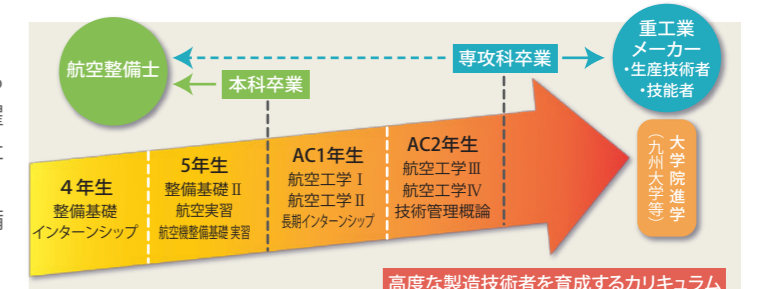 航空整備士
本科卒業
専攻科卒業
重工業
メーカー
・生産技術者
・技能者
4年生
整備基礎
インターンシップ
5年生
整備基礎Ⅱ
航空実習
航空機整備基礎実習
AC1年生
航空工学Ⅰ
航空工学Ⅱ
長期インターンシップ
AC2年生
航空工学Ⅲ
航空工学Ⅳ
技術管理概論
大学院進学
（九州大学等）
高度な製造技術者を育成するカリキュラム